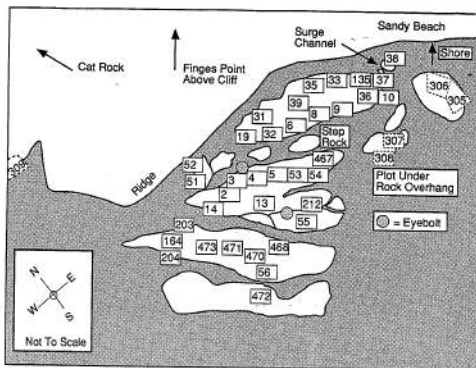 Sandy Beach
Surge
Channel
Shore
Cat Rock
Finges Point
Above Cliff
38
33
135
37
35
36
10
306
305
39
9
8
31
6
19
32
Step
Rock
307
308
Plot Under
Rock Overhang
309
Ridge
52
51
467
3
4
5
53
54
2
13
212
14
55
= Eyebolt
203
164
204
473
471
470
468
56
472
N
E
W
S
Not To Scale